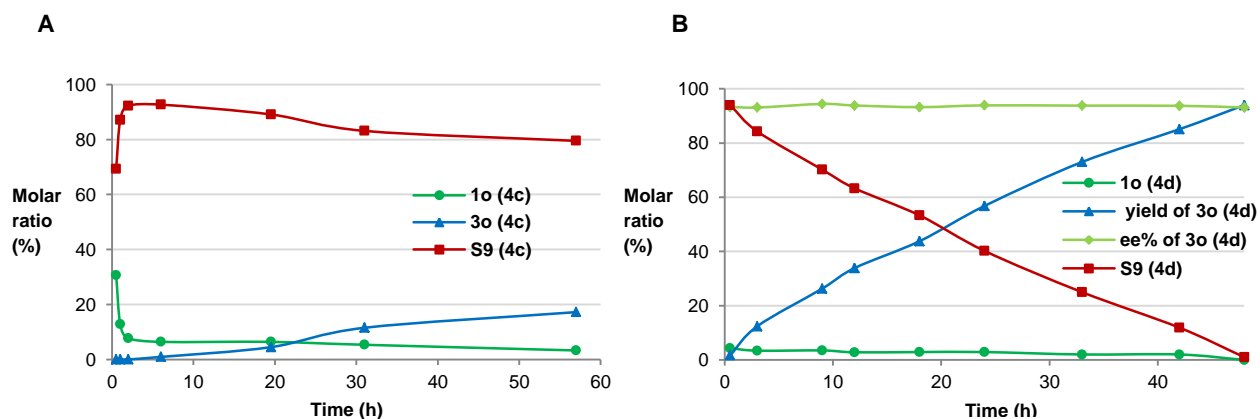 A
100
80
60
40
20
0
Molar
ratio
(%)
1o (4c)
3o (4c)
S9 (4c)
0 10 20 30 40 50 60
Time (h)
B
100
80
60
40
20
0
Molar
ratio
(%)
1o (4d)
yield of 3o (4d)
ee% of 3o (4d)
S9 (4d)
0 10 20 30 40
Time (h)